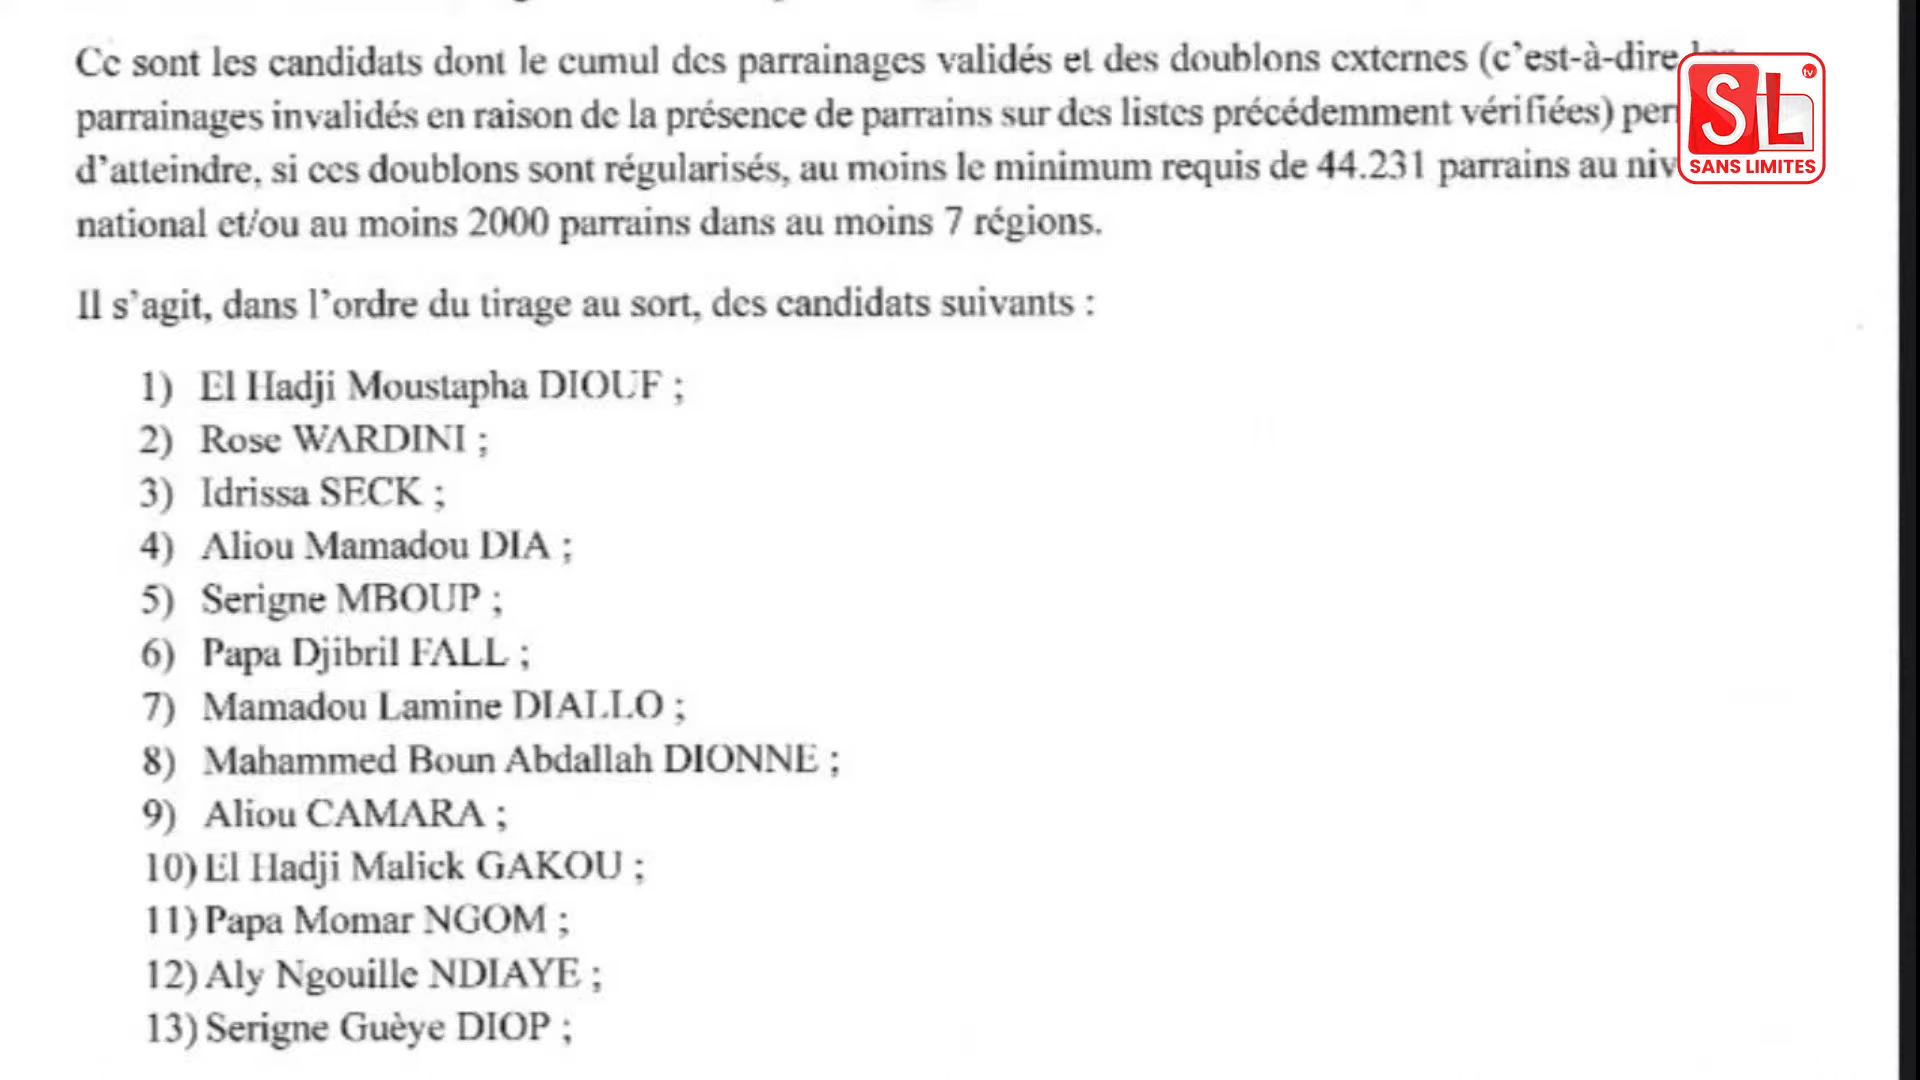 Ce sont les candidats dont le cumul des parrainages validés et des doublons externes (c'est-à-dire
parrainages invalidés en raison de la présence de parrains sur des listes précédemment vérifiées)
d'atteindre, si ces doublons sont régularisés, au moins le minimum requis de 44.231 parrains au
national et/ou au moins 2000 parrains dans au moins 7 régions.
Il s'agit, dans l'ordre du tirage au sort, des candidats suivants :
1) El Hadji Moustapha DIOUF ;
2) Rose WARDINI ;
3) Idrissa SECK ;
4) Aliou Mamadou DIA ;
5) Serigne MBOUP ;
6) Papa Djibril FALL ;
7) Mamadou Lamine DIALLO ;
8) Mahammed Boun Abdallah DIONNE ;
9) Aliou CAMARA ;
10) El Hadji Malick GAKOU ;
11) Papa Momar NGOM ;
12) Aly Ngouille NDIAYE ;
13) Serigne Guèye DIOP ;
SL tv
SANS LIMITES